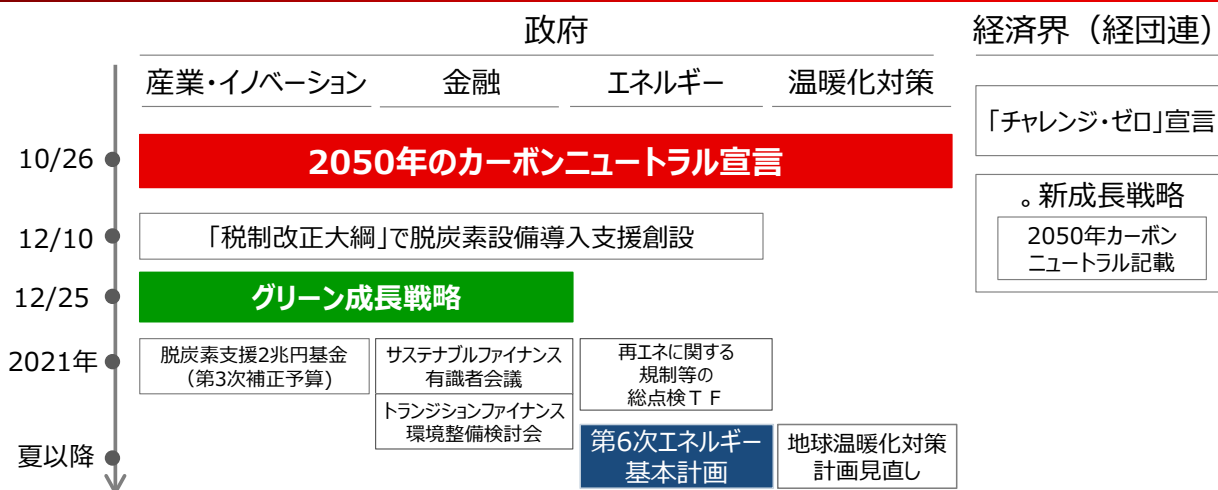 政府
経済界（経団連）
産業・イノベーション
金融
エネルギー
温暖化対策
「チャレンジ・ゼロ」宣言
10/26
2050年のカーボンニュートラル宣言
。新成長戦略
2050年カーボン
ニュートラル記載
12/10
「税制改正大綱」で脱炭素設備導入支援創設
12/25
グリーン成長戦略
2021年
脱炭素支援2兆円基金
（第3次補正予算)
サステナブルファイナンス
有識者会議
再エネに関する
規制等の
総点検ＴＦ
トランジションファイナンス
環境整備検討会
夏以降
第6次エネルギー
基本計画
地球温暖化対策
計画見直し